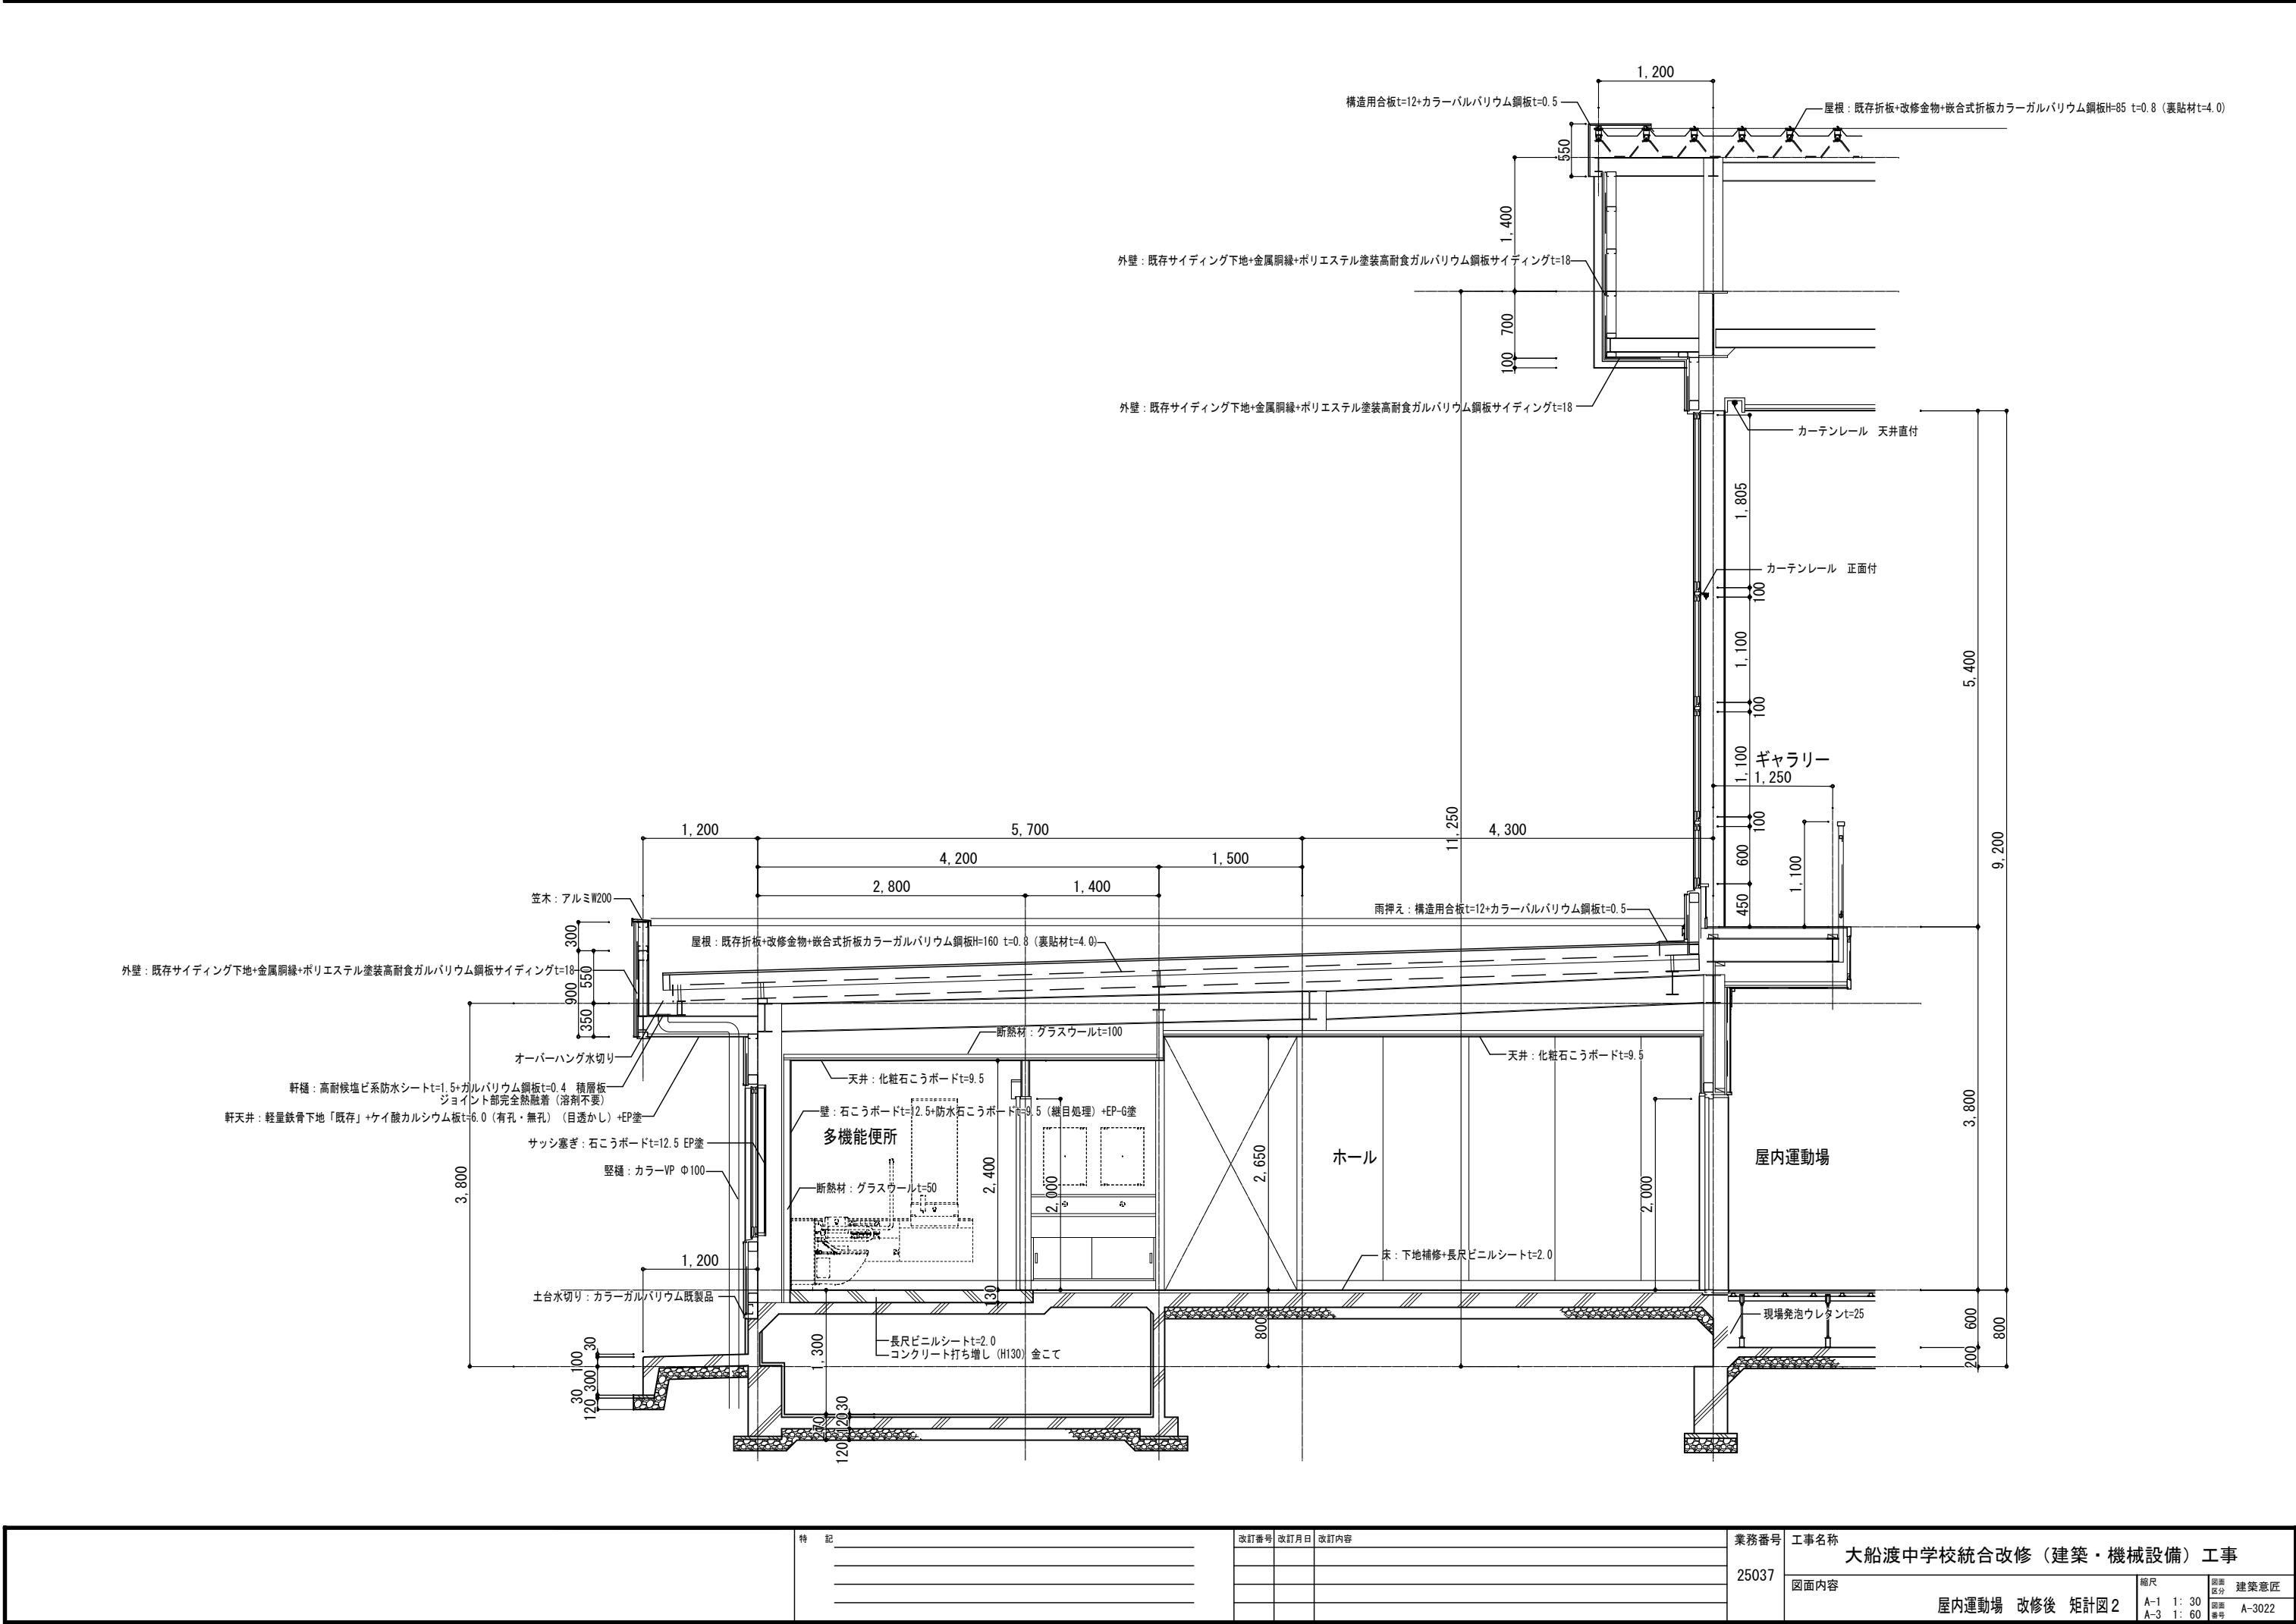 1,200
構造用合板t=12+カラーバルバリウム鋼板t=0.5
屋根：既存折板+改修金物+嵌合式折板カラーガルバリウム鋼板H=85 t=0.8（裏貼材t=4.0）
550
1,400
外壁：既存サイディング下地+金属胴縁+ポリエステル塗装高耐食ガルバリウム鋼板サイディングt=18
700
100
外壁：既存サイディング下地+金属胴縁+ポリエステル塗装高耐食ガルバリウム鋼板サイディングt=18
カーテンレール　天井直付
1,805
カーテンレール　正面付
100
1,100
5,400
100
1,100
ギャラリー
1,250
11,250
100
1,200
5,700
4,300
9,200
600
1,100
4,200
1,500
2,800
1,400
450
笠木：アルミW200
雨押え：構造用合板t=12+カラーバルバリウム鋼板t=0.5
300
屋根：既存折板+改修金物+嵌合式折板カラーガルバリウム鋼板H=160 t=0.8（裏貼材t=4.0）
外壁：既存サイディング下地+金属胴縁+ポリエステル塗装高耐食ガルバリウム鋼板サイディングt=18
550
900
350
断熱材：グラスウールt=100
オーバーハング水切り
天井：化粧石こうボードt=9.5
天井：化粧石こうボードt=9.5
軒樋：高耐候塩ビ系防水シートt=1.5+ガルバリウム鋼板t=0.4　積層板
ジョイント部完全熱融着（溶剤不要）
軒天井：軽量鉄骨下地「既存」+ケイ酸カルシウム板t=6.0（有孔・無孔）（目透かし）+EP塗
壁：石こうボードt=12.5+防水石こうボードt=9.5（継目処理）+EP-G塗
3,800
多機能便所
サッシ塞ぎ：石こうボードt=12.5 EP塗
ホール
屋内運動場
竪樋：カラーVP Φ100
3,800
2,400
2,650
断熱材：グラスウールt=50
2,000
2,000
1,200
床：下地補修+長尺ビニルシートt=2.0
土台水切り：カラーガルバリウム既製品
130
現場発泡ウレタンt=25
800
600
800
長尺ビニルシートt=2.0
コンクリート打ち増し（H130）金こて
1,300
30
100
300
30
120
200
70
30
120
120
特　記
改訂番号
改訂月日
改訂内容
業務番号
25037
工事名称
大船渡中学校統合改修（建築・機械設備）工事
図面内容
屋内運動場　改修後　矩計図２
縮尺
A-1 1: 30
A-3 1: 60
図面区分
建築意匠
図面番号
A-3022